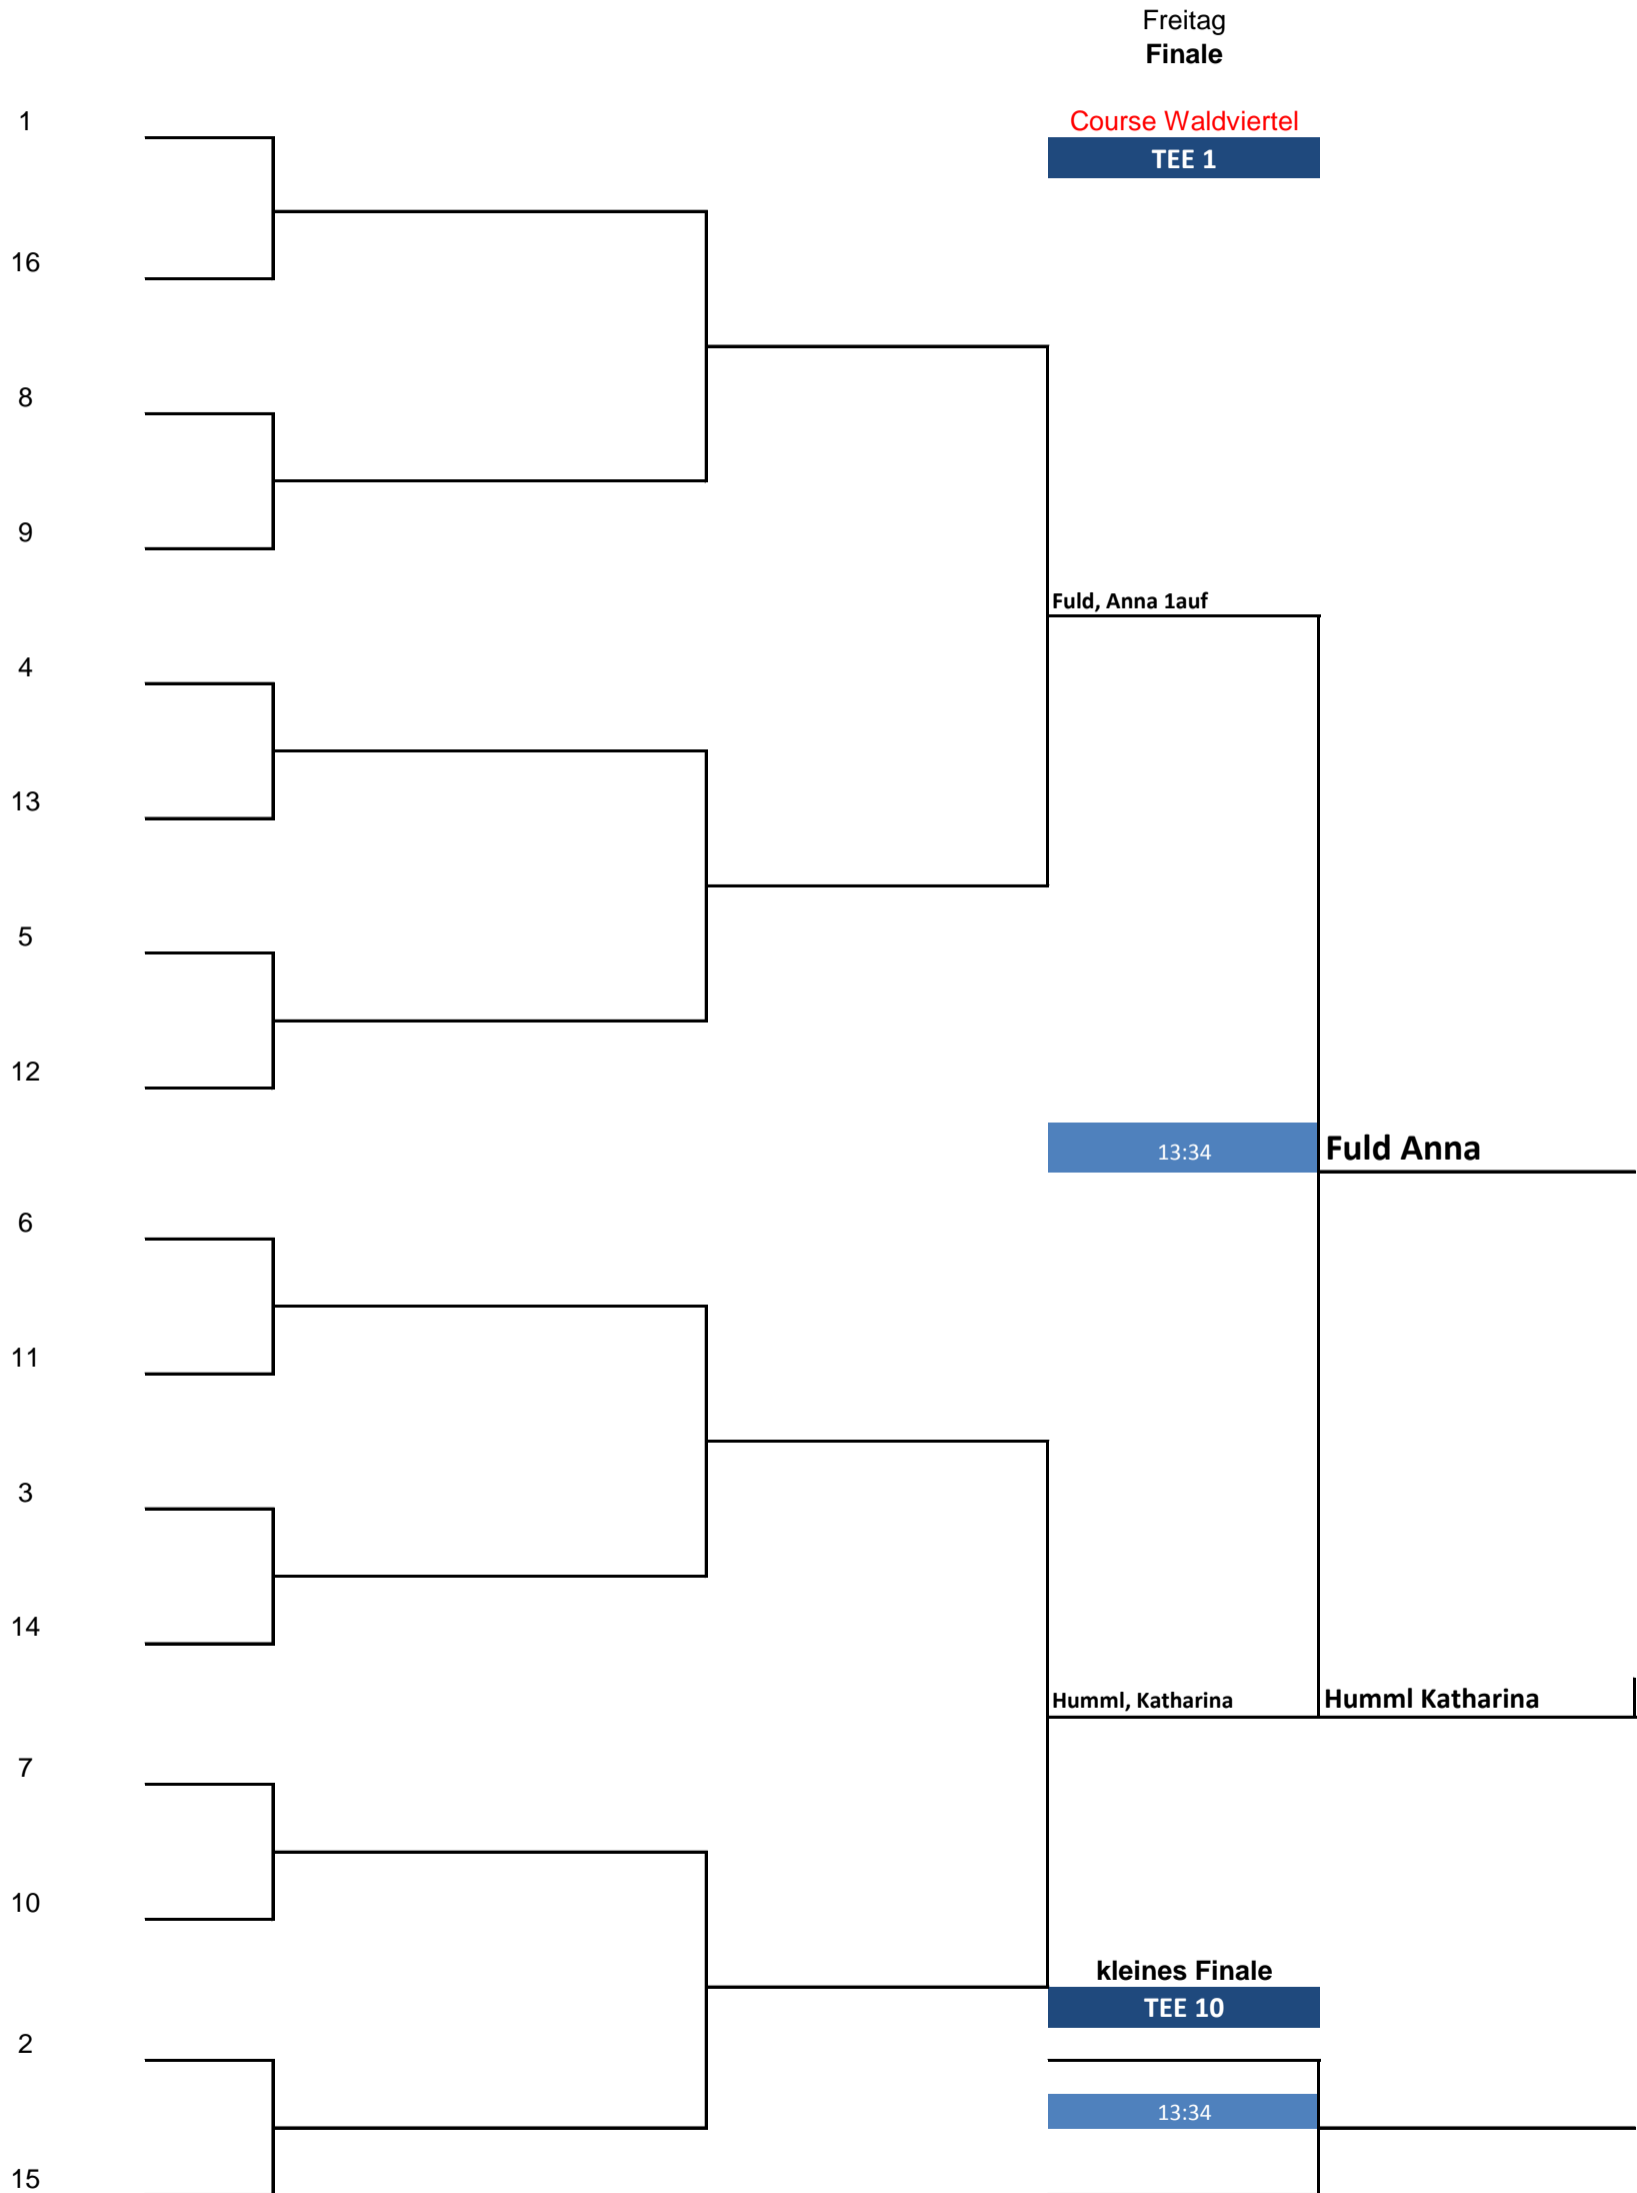 Freitag
Finale
1
Course Waldviertel
TEE 1
16
8
9
Fuld, Anna 1auf
4
13
5
12
13:34
Fuld Anna
6
11
3
14
Humml, Katharina
Humml Katharina
7
10
kleines Finale
TEE 10
2
13:34
15